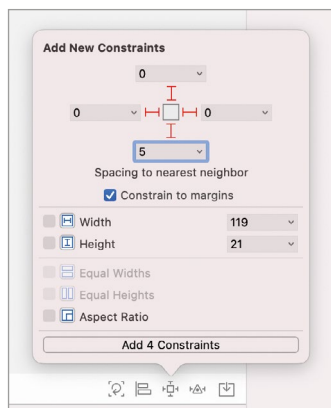 Add New Constraints
0
0 0
5
Spacing to nearest neighbor
Constrain to margins
Width 119
Height 21
Equal Widths
Equal Heights
Aspect Ratio
Add 4 Constraints